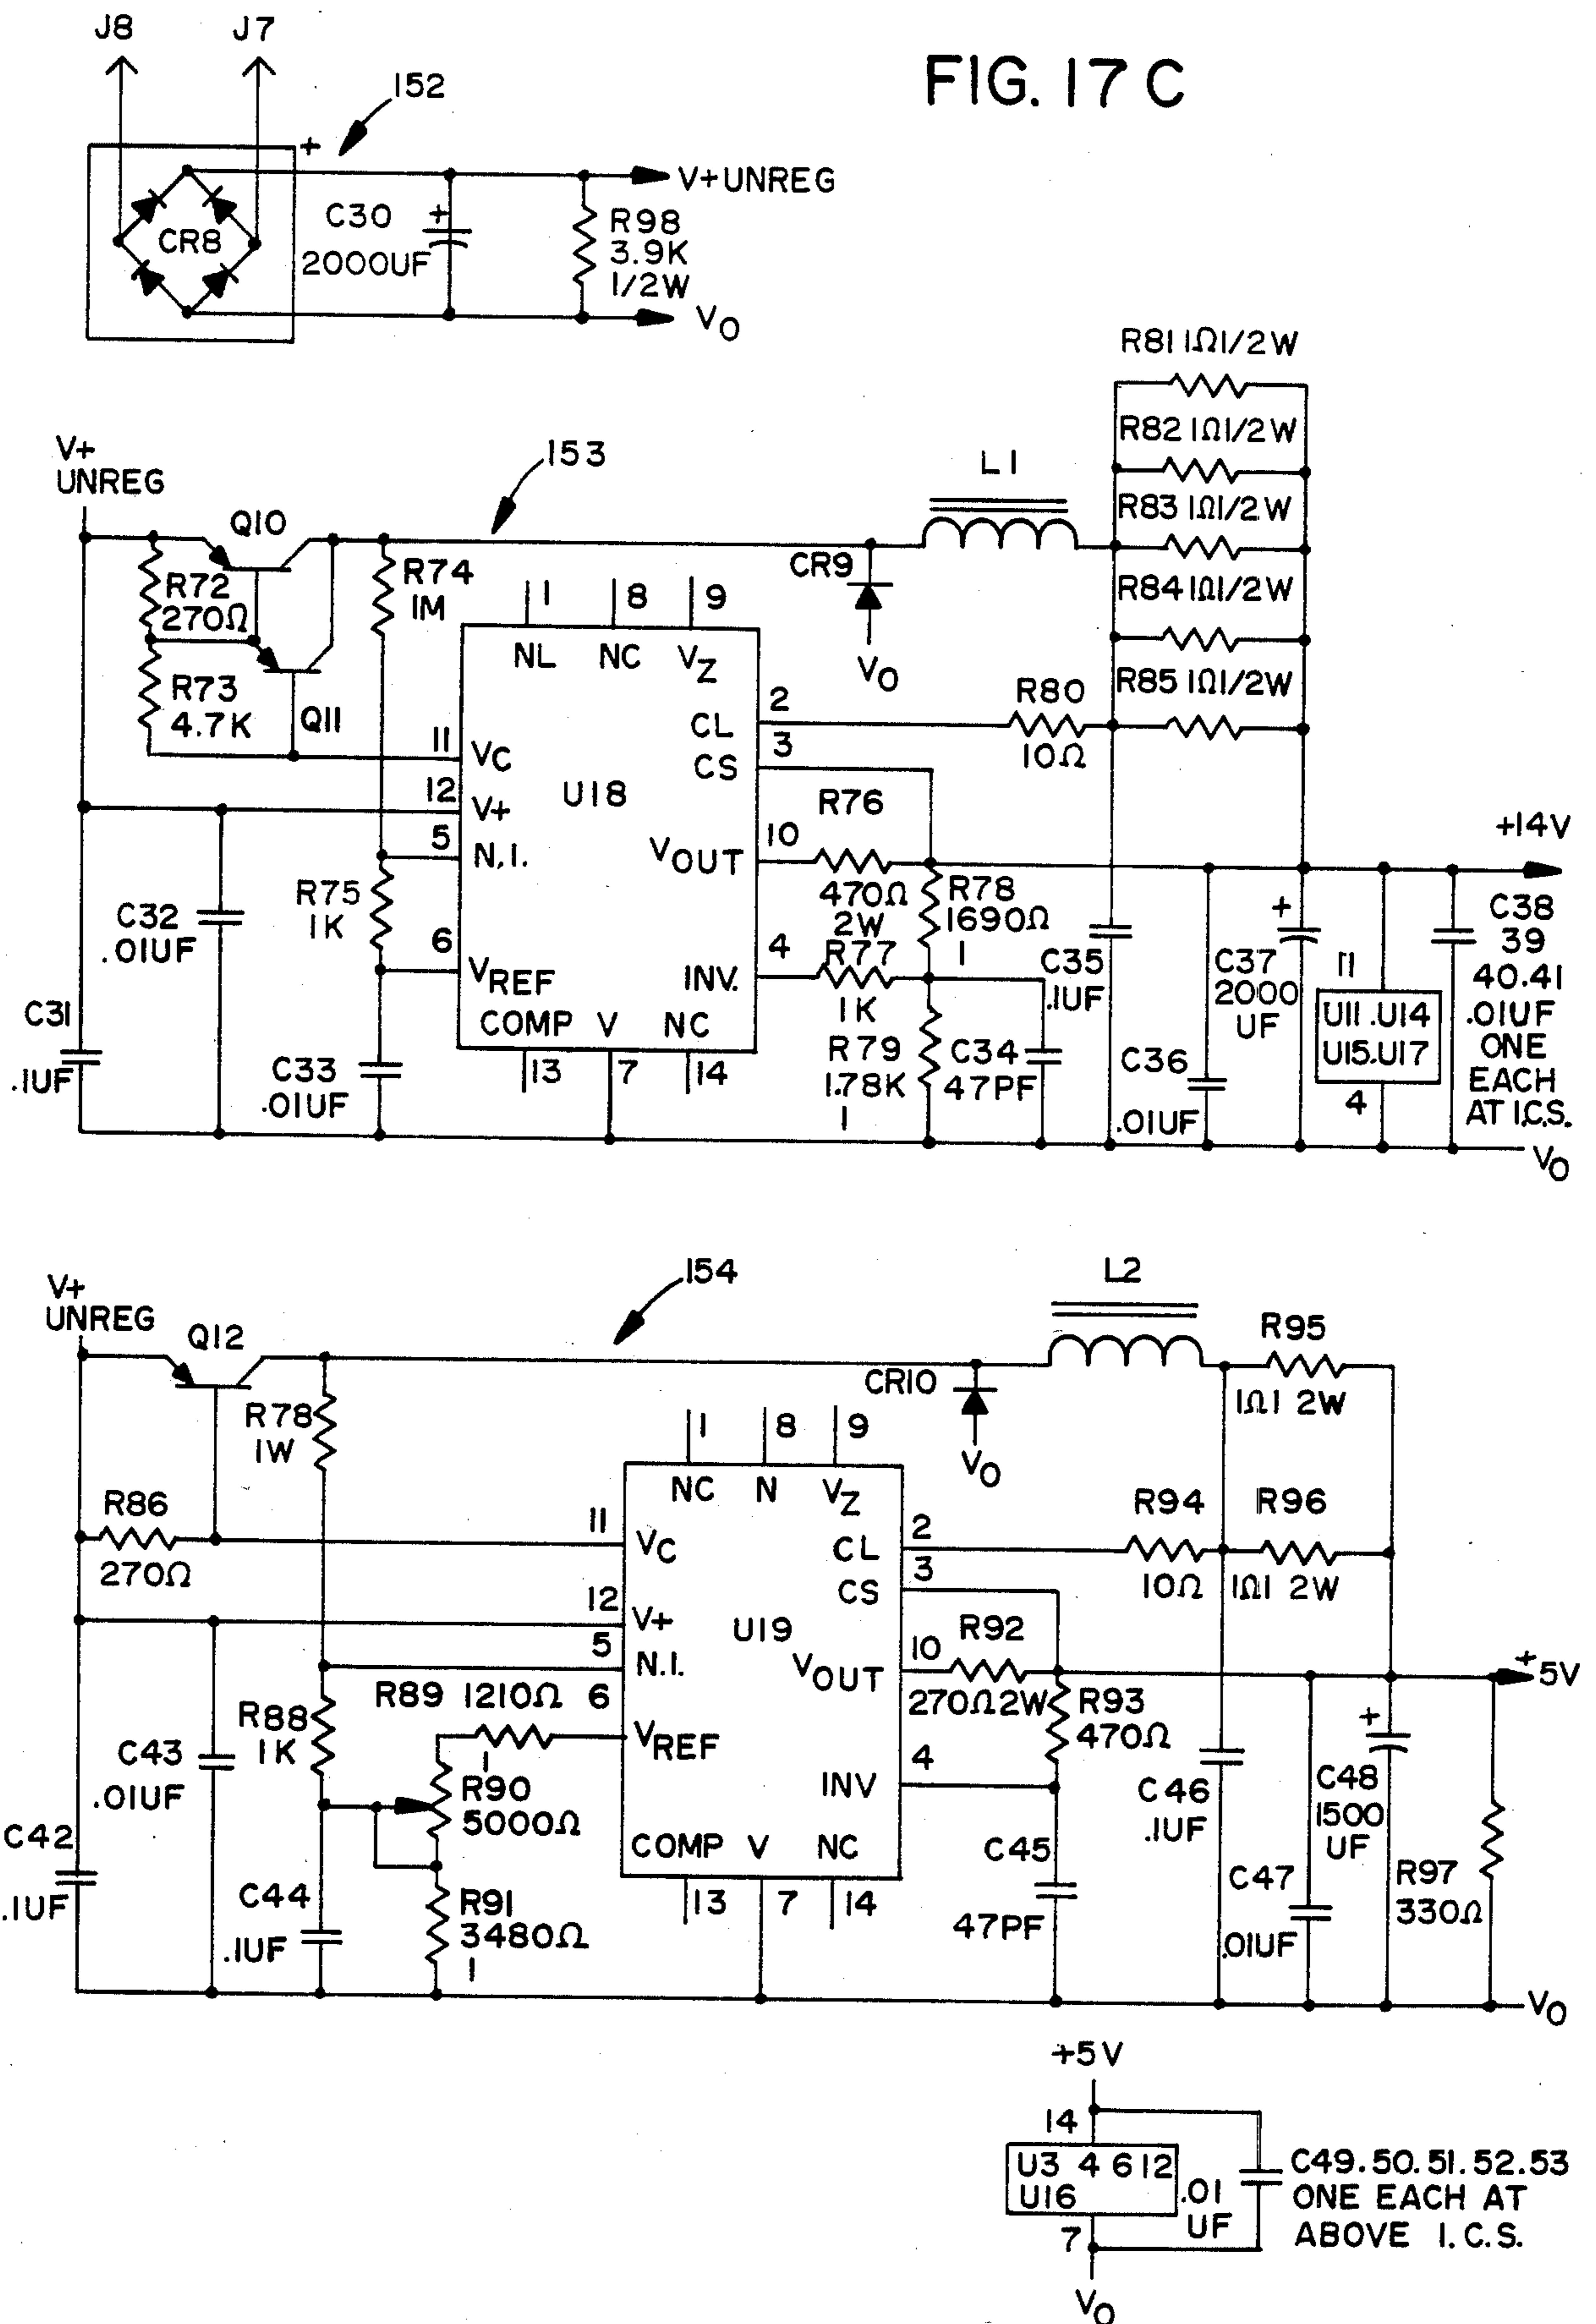 FIG. 17 C
J8 J7
152
+
CR8
C30
2000UF
+
R98
3.9K
1/2W
V+UNREG
VO
V+
UNREG
Q10
153
L1
R81 1Ω1/2W
R82 1Ω1/2W
R83 1Ω1/2W
R84 1Ω1/2W
R85 1Ω1/2W
R72
270Ω
R73
4.7K
Q11
R74
1M
CR9
VO
1 8 9
NL NC VZ
11 VC
12 V+
5 N,I.
6 VREF
U18
CL 2
CS 3
VOUT 10
INV. 4
COMP V NC
13 7 14
R80
10Ω
R76
470Ω
2W
R77
1K
R78
1690Ω
1
R79
1.78K
1
C34
47PF
R75
1K
C31
.1UF
C32
.01UF
C33
.01UF
C35
.1UF
C36
.01UF
C37
2000
UF
+
11
U11.U14
U15.U17
4
+14V
C38
39
40.41
.01UF
ONE
EACH
AT I.C.S.
VO
V+
UNREG
Q12
154
L2
R95
1Ω1 2W
R78
1W
CR10
VO
R86
270Ω
1 8 9
NC N VZ
11 VC
12 V+
5 N.I.
6 VREF
U19
CL 2
CS 3
VOUT 10
INV 4
COMP V NC
13 7 14
R94
10Ω
R96
1Ω1 2W
R92
270Ω2W
R93
470Ω
R89 1210Ω
1
R88
1K
R90
5000Ω
R91
3480Ω
1
C42
.1UF
C43
.01UF
C44
.1UF
C45
47PF
C46
.1UF
C47
.01UF
C48
1500
UF
+
R97
330Ω
+5V
VO
+5V
14
U3 4 6 12
U16
7
.01
UF
C49.50.51.52.53
ONE EACH AT
ABOVE I.C.S.
VO